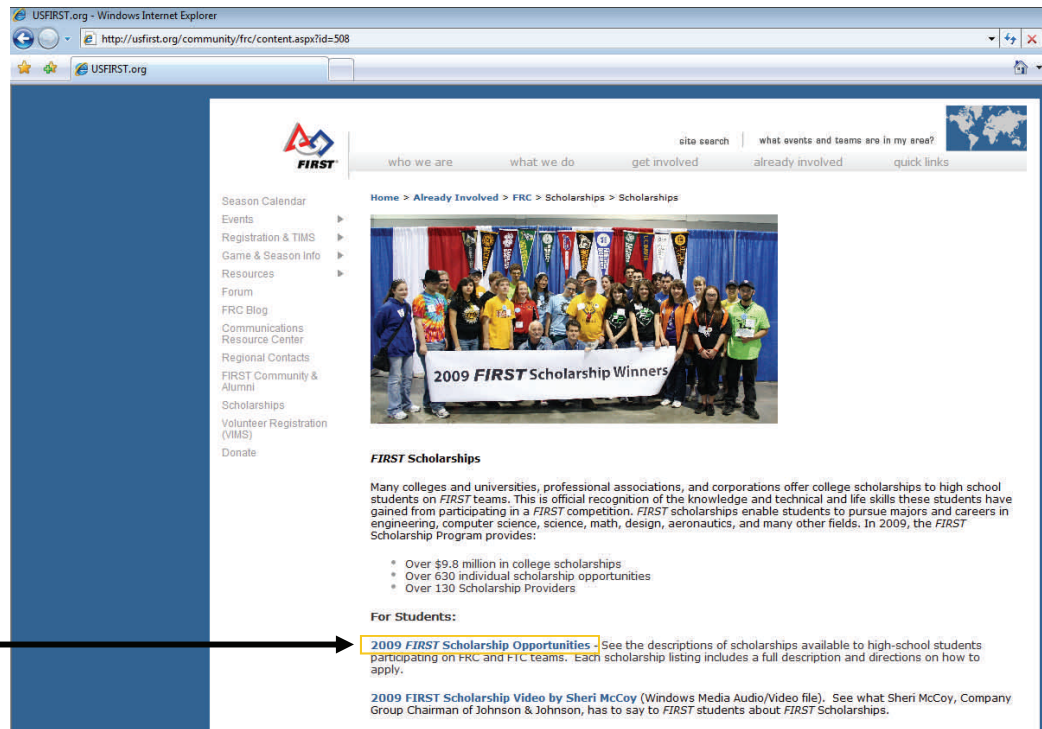 USFIRST.org - Windows Internet Explorer
http://usfirst.org/community/frc/content.aspx?id=508
USFIRST.org
FIRST
site search
what events and teams are in my area?
who we are
what we do
get involved
already involved
quick links
Season Calendar
Events
Registration & TIMS
Game & Season Info
Resources
Forum
FRC Blog
Communications
Resource Center
Regional Contacts
FIRST Community &
Alumni
Scholarships
Volunteer Registration
(VIMS)
Donate
Home > Already Involved > FRC > Scholarships > Scholarships
2009 FIRST Scholarship Winners
FIRST Scholarships
Many colleges and universities, professional associations, and corporations offer college scholarships to high school
students on FIRST teams. This is official recognition of the knowledge and technical and life skills these students have
gained from participating in a FIRST competition. FIRST scholarships enable students to pursue majors and careers in
engineering, computer science, science, math, design, aeronautics, and many other fields. In 2009, the FIRST
Scholarship Program provides:
Over $9.8 million in college scholarships
Over 630 individual scholarship opportunities
Over 130 Scholarship Providers
For Students:
2009 FIRST Scholarship Opportunities - See the descriptions of scholarships available to high-school students
participating on FRC and FTC teams. Each scholarship listing includes a full description and directions on how to
apply.
2009 FIRST Scholarship Video by Sheri McCoy (Windows Media Audio/Video file). See what Sheri McCoy, Company
Group Chairman of Johnson & Johnson, has to say to FIRST students about FIRST Scholarships.